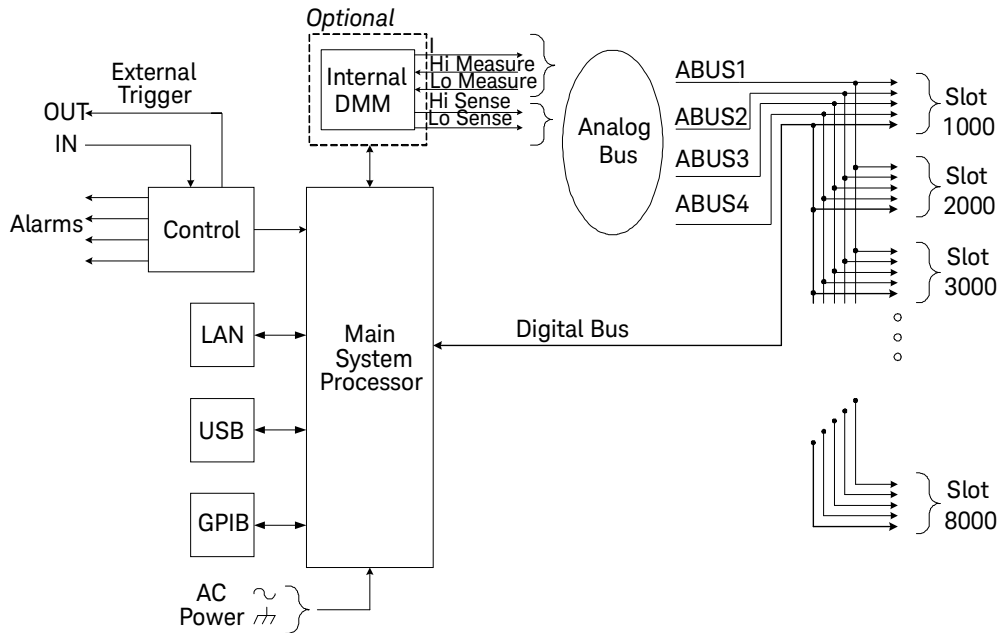 Optional
Internal
DMM
Hi Measure
Lo Measure
Hi Sense
Lo Sense
External
Trigger
OUT
IN
Alarms
Control
Analog
Bus
ABUS1
ABUS2
ABUS3
ABUS4
Slot
1000
Slot
2000
Slot
3000
LAN
USB
GPIB
Main
System
Processor
Digital Bus
Slot
8000
AC
Power